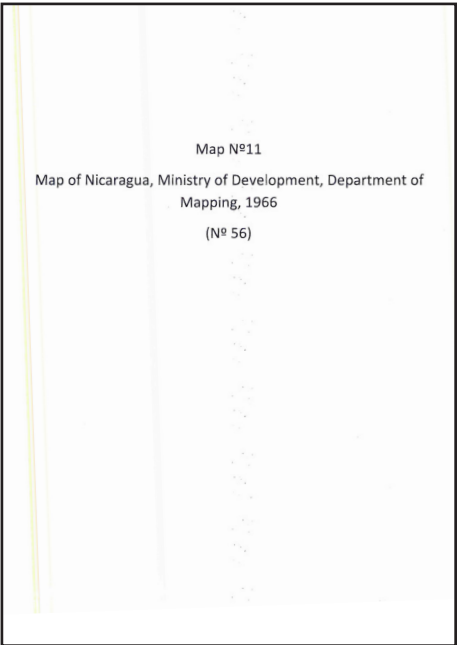 Map Nº11
Map of Nicaragua, Ministry of Development, Department of
Mapping, 1966
(Nº 56)